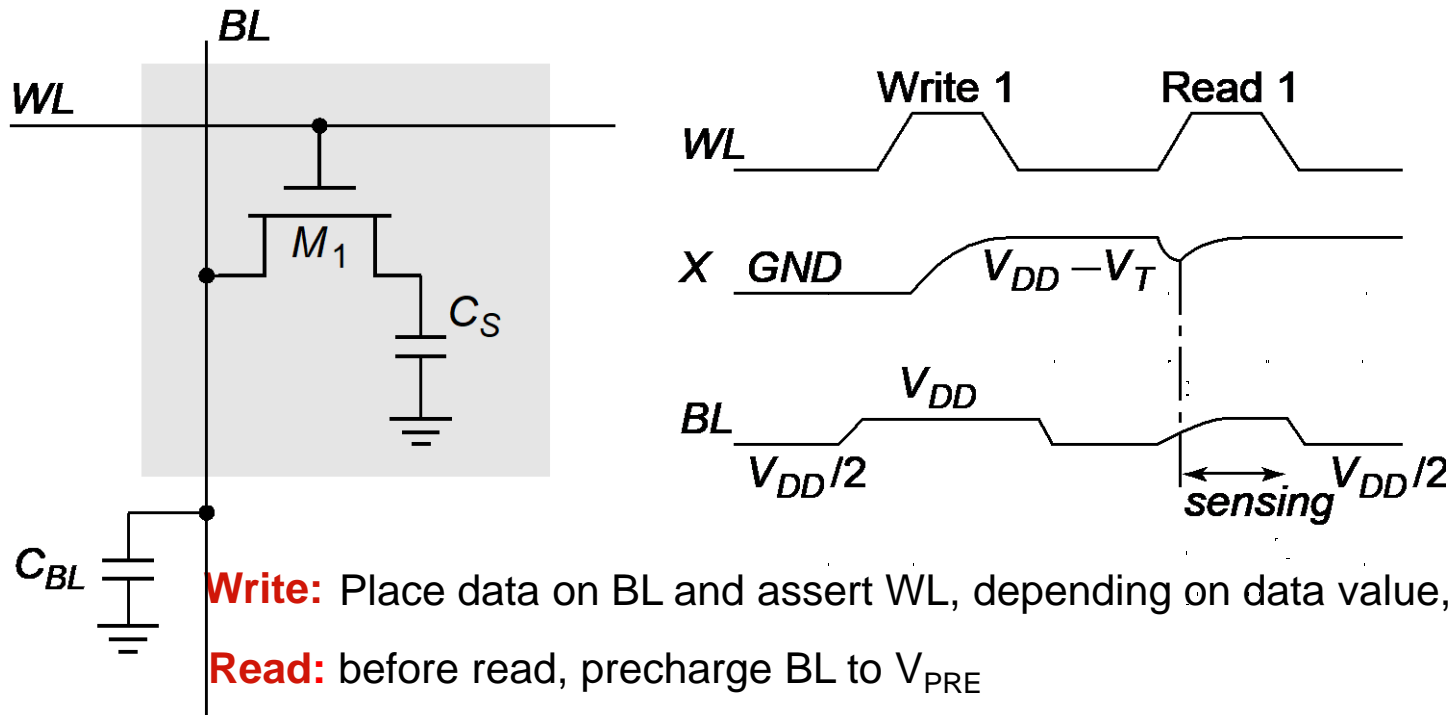 BL
WL
M1
CS
CBL
Write 1 Read 1
WL
X GND VDD – VT
VDD
BL
VDD/2 VDD/2
sensing
Write: Place data on BL and assert WL, depending on data value,
Read: before read, precharge BL to VPRE